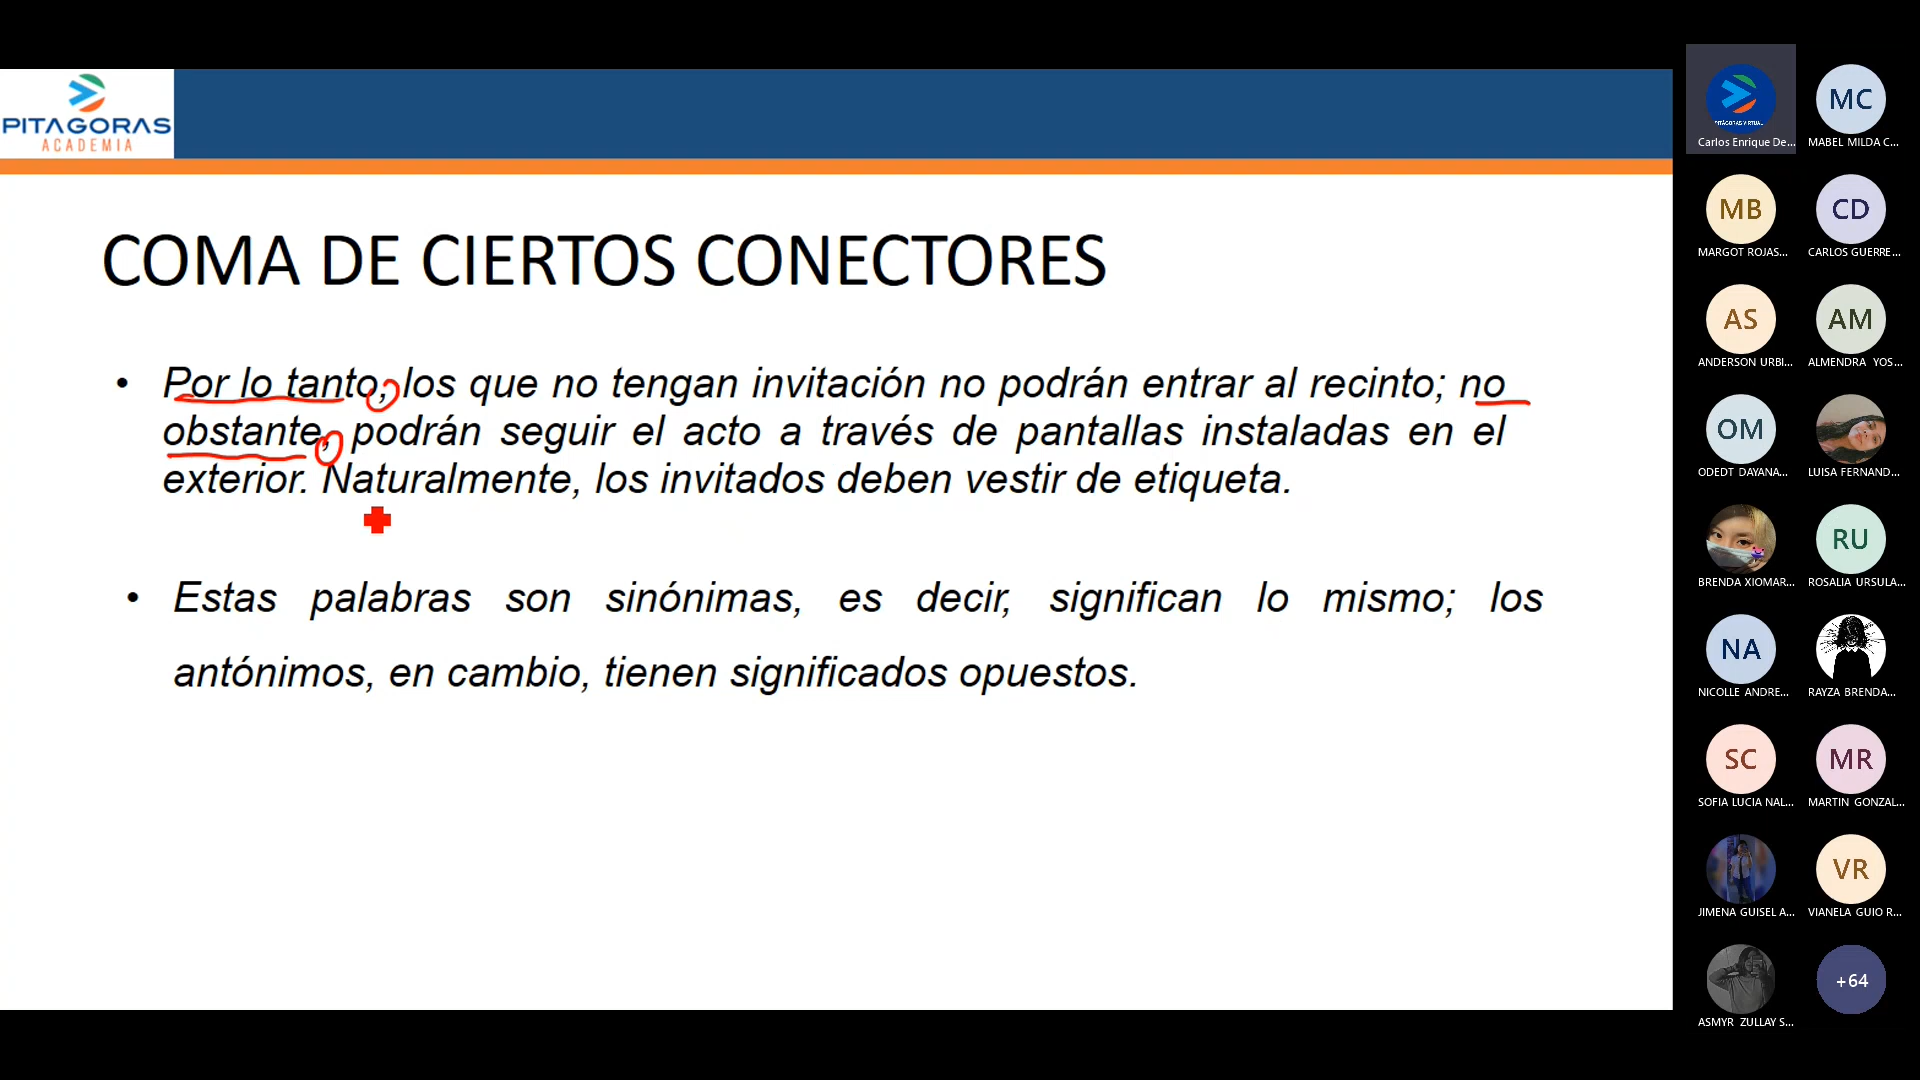 PITAGORAS
ACADEMIA
COMA DE CIERTOS CONECTORES
• Por lo tanto, los que no tengan invitación no podrán entrar al recinto; no
obstante, podrán seguir el acto a través de pantallas instaladas en el
exterior. Naturalmente, los invitados deben vestir de etiqueta.
• Estas palabras son sinónimas, es decir, significan lo mismo; los
antónimos, en cambio, tienen significados opuestos.
PITÁGORAS VIRTUAL
Carlos Enrique De...
MC
MABEL MILDA C...
MB
MARGOT ROJAS...
CD
CARLOS GUERRE...
AS
ANDERSON URBI...
AM
ALMENDRA YOS...
OM
ODEDT DAYANA...
LUISA FERNAND...
BRENDA XIOMAR...
RU
ROSALIA URSULA...
NA
NICOLLE ANDRE...
RAYZA BRENDA...
SC
SOFIA LUCIA NAL...
MR
MARTIN GONZAL...
JIMENA GUISEL A...
VR
VIANELA GUIO R...
ASMYR ZULLAY S...
+64